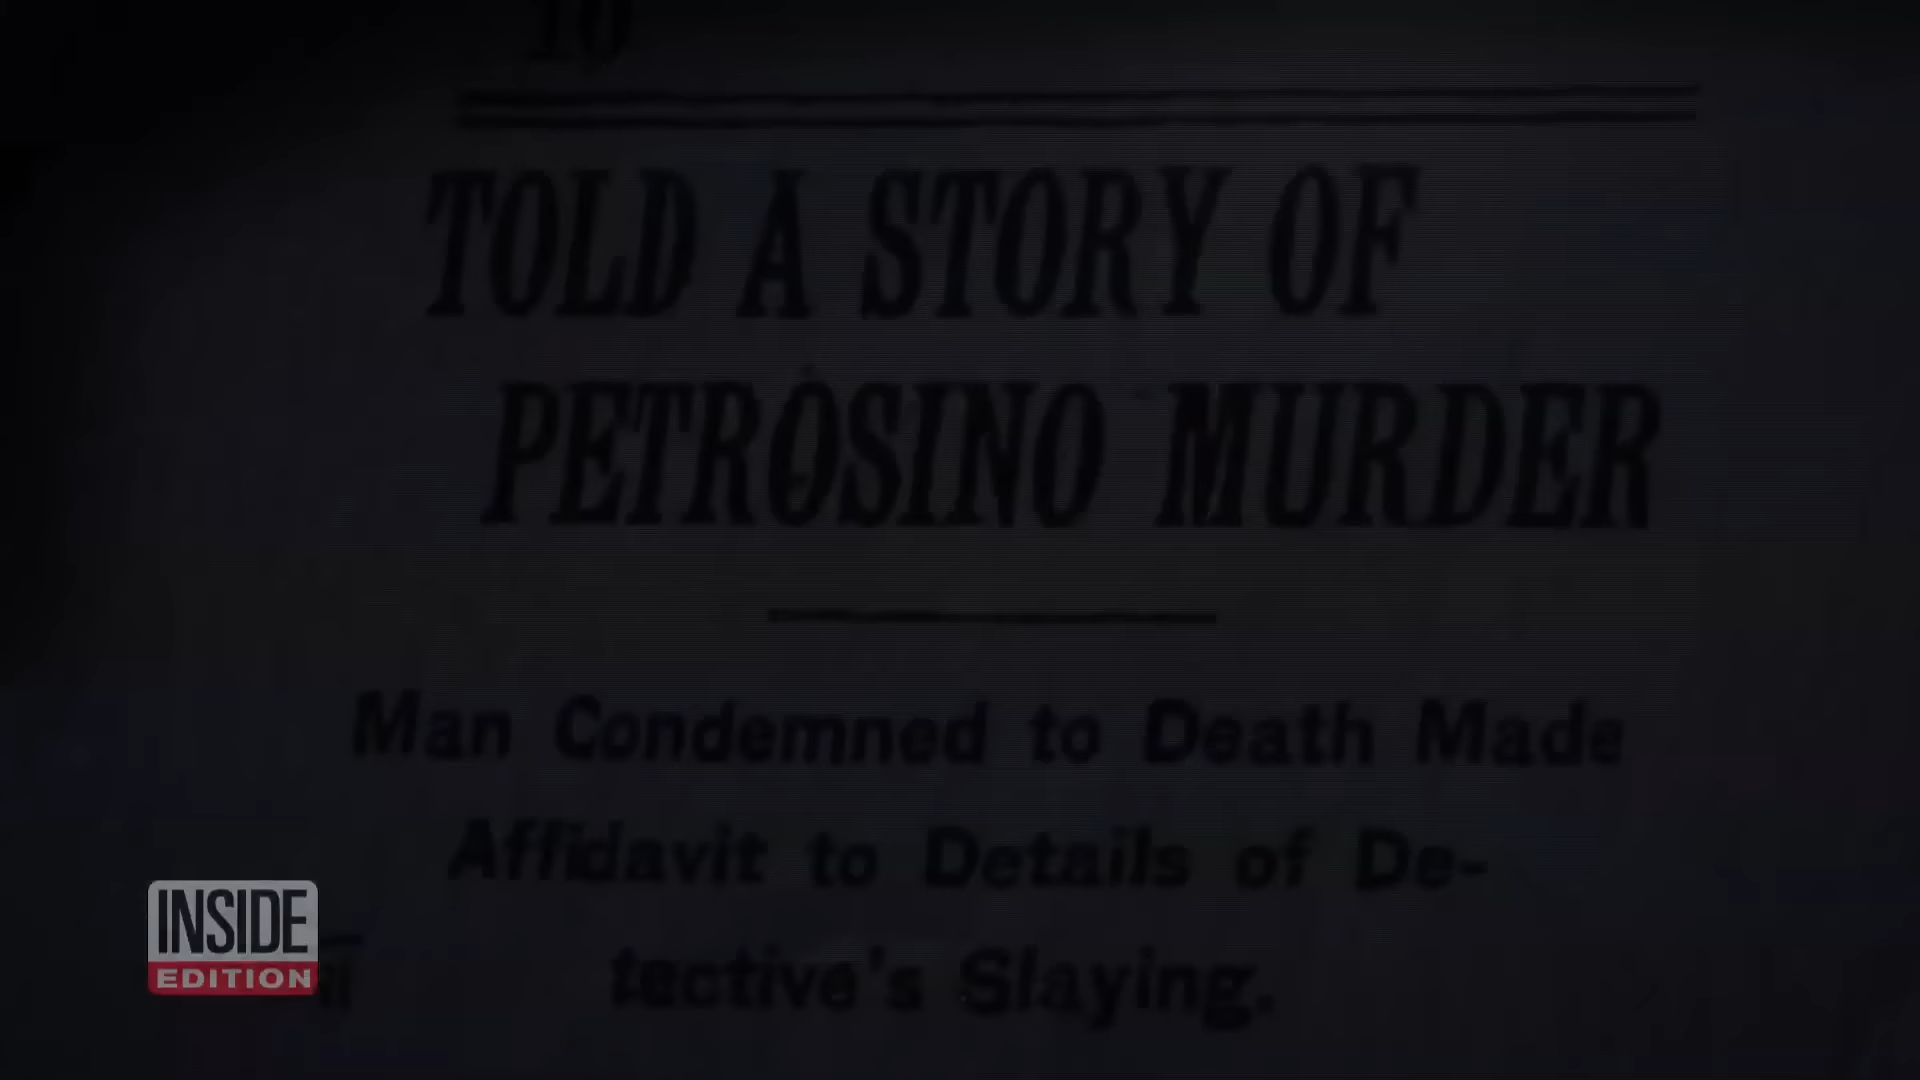 10
TOLD A STORY OF
PETROSINO MURDER
Man Condemned to Death Made
Affidavit to Details of De-
tective's Slaying.
INSIDE
EDITION